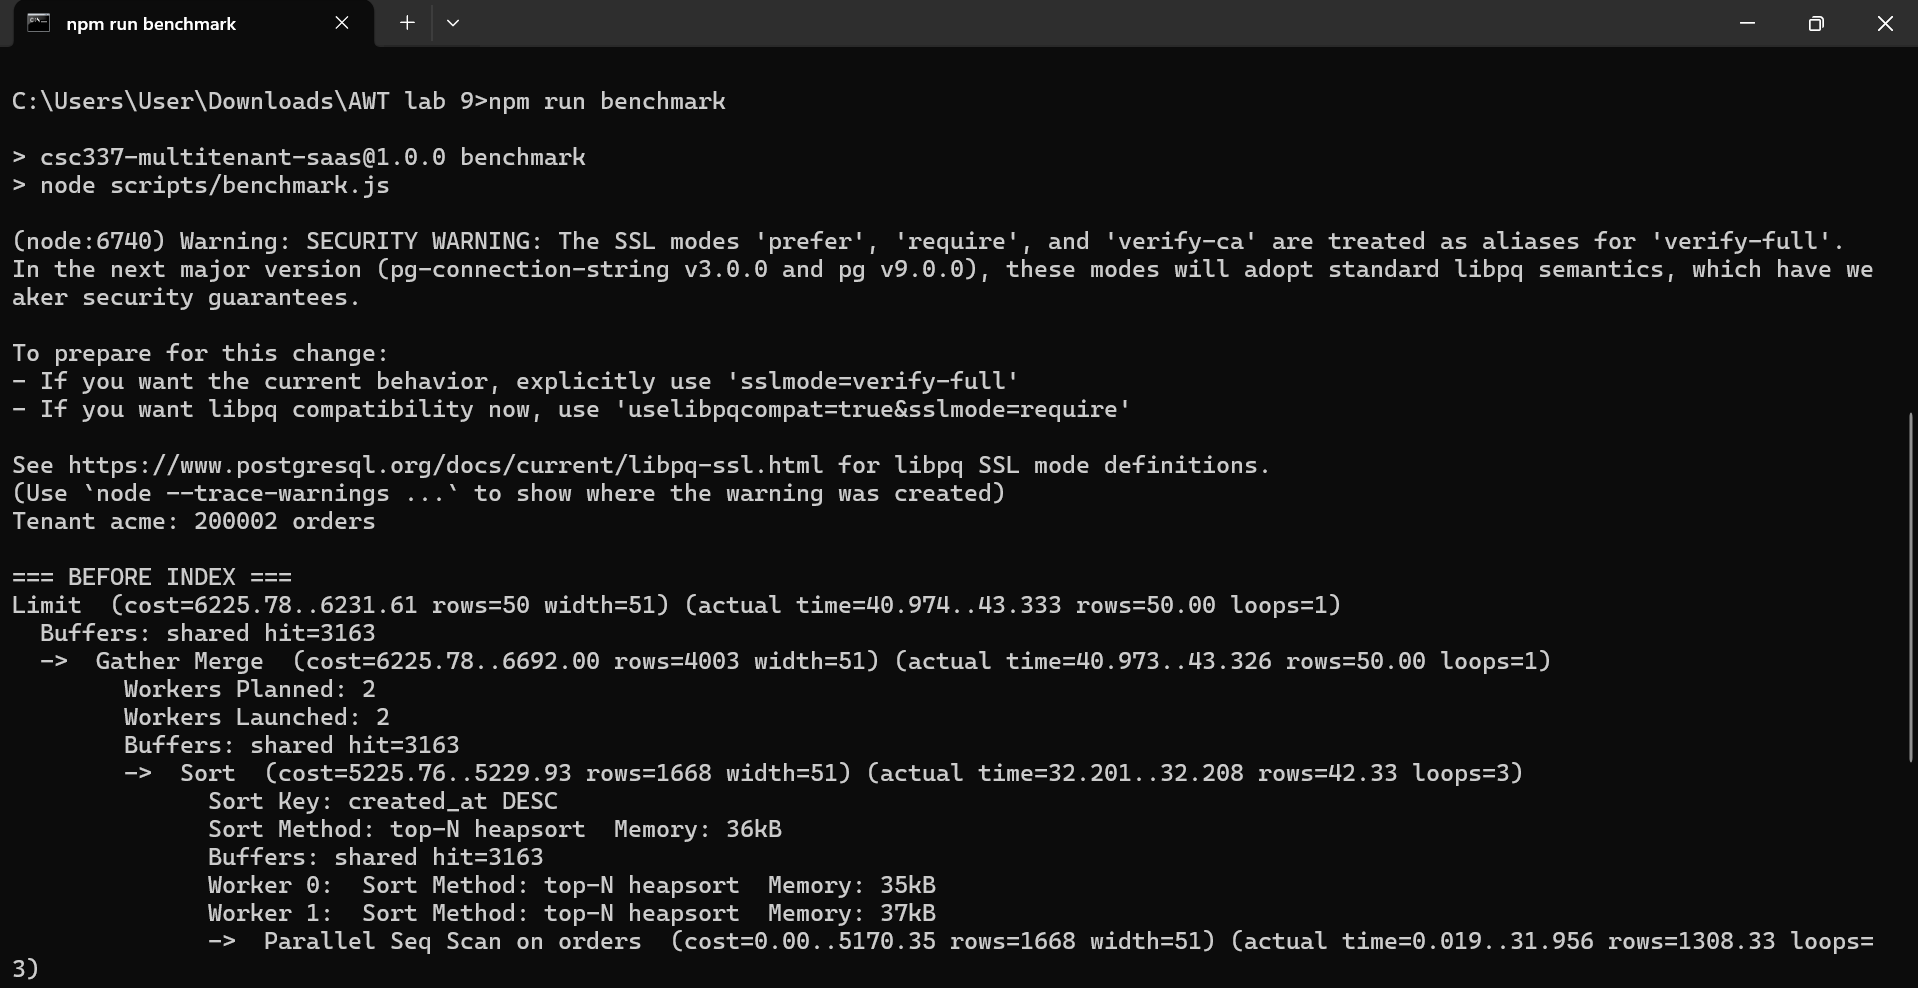 npm run benchmark
C:\Users\User\Downloads\AWT lab 9>npm run benchmark
> csc337-multitenant-saas@1.0.0 benchmark
> node scripts/benchmark.js
(node:6740) Warning: SECURITY WARNING: The SSL modes 'prefer', 'require', and 'verify-ca' are treated as aliases for 'verify-full'.
In the next major version (pg-connection-string v3.0.0 and pg v9.0.0), these modes will adopt standard libpq semantics, which have we
aker security guarantees.
To prepare for this change:
- If you want the current behavior, explicitly use 'sslmode=verify-full'
- If you want libpq compatibility now, use 'uselibpqcompat=true&sslmode=require'
See https://www.postgresql.org/docs/current/libpq-ssl.html for libpq SSL mode definitions.
(Use `node --trace-warnings ...` to show where the warning was created)
Tenant acme: 200002 orders
=== BEFORE INDEX ===
Limit  (cost=6225.78..6231.61 rows=50 width=51) (actual time=40.974..43.333 rows=50.00 loops=1)
  Buffers: shared hit=3163
  ->  Gather Merge  (cost=6225.78..6692.00 rows=4003 width=51) (actual time=40.973..43.326 rows=50.00 loops=1)
        Workers Planned: 2
        Workers Launched: 2
        Buffers: shared hit=3163
        ->  Sort  (cost=5225.76..5229.93 rows=1668 width=51) (actual time=32.201..32.208 rows=42.33 loops=3)
              Sort Key: created_at DESC
              Sort Method: top-N heapsort  Memory: 36kB
              Buffers: shared hit=3163
              Worker 0:  Sort Method: top-N heapsort  Memory: 35kB
              Worker 1:  Sort Method: top-N heapsort  Memory: 37kB
              ->  Parallel Seq Scan on orders  (cost=0.00..5170.35 rows=1668 width=51) (actual time=0.019..31.956 rows=1308.33 loops=
3)